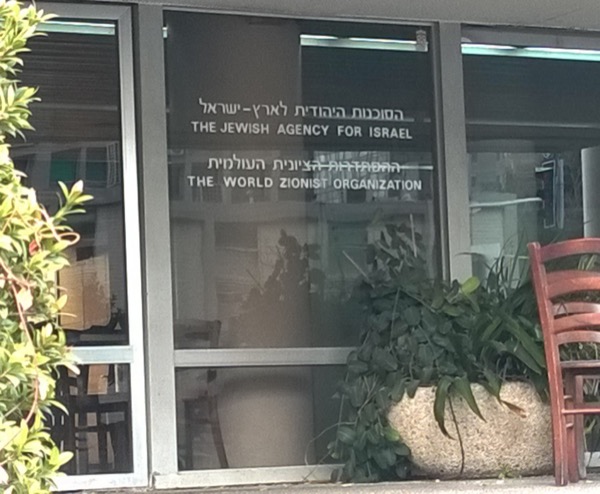 הסוכנות היהודית לארץ-ישראל
THE JEWISH AGENCY FOR ISRAEL
ההסתדרות הציונית העולמית
THE WORLD ZIONIST ORGANIZATION